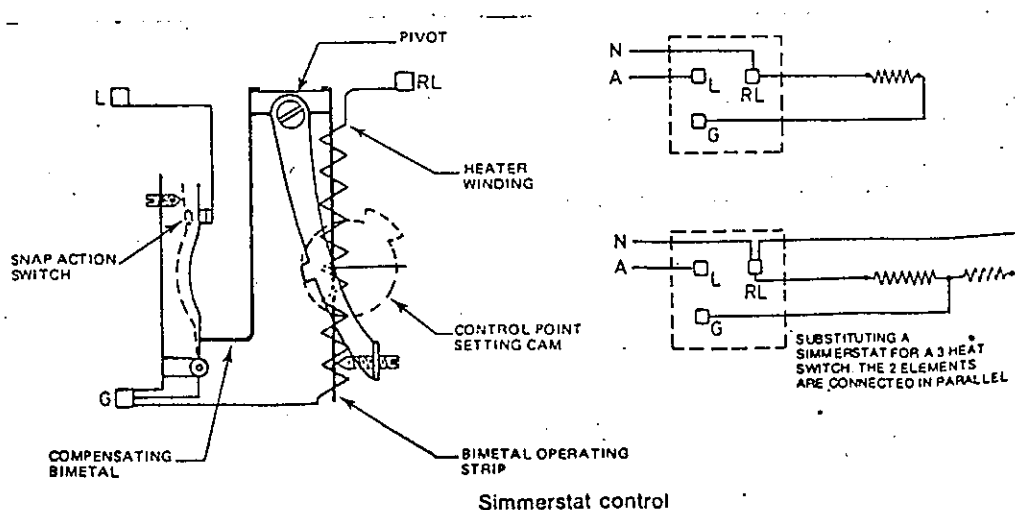 PIVOT
L
RL
HEATER
WINDING
SNAP ACTION
SWITCH
CONTROL POINT
SETTING CAM
G
COMPENSATING
BIMETAL
BIMETAL OPERATING
STRIP
N
A
L
RL
G
N
A
L
RL
G
SUBSTITUTING A
SIMMERSTAT FOR A 3 HEAT
SWITCH. THE 2 ELEMENTS
ARE CONNECTED IN PARALLEL
Simmerstat control